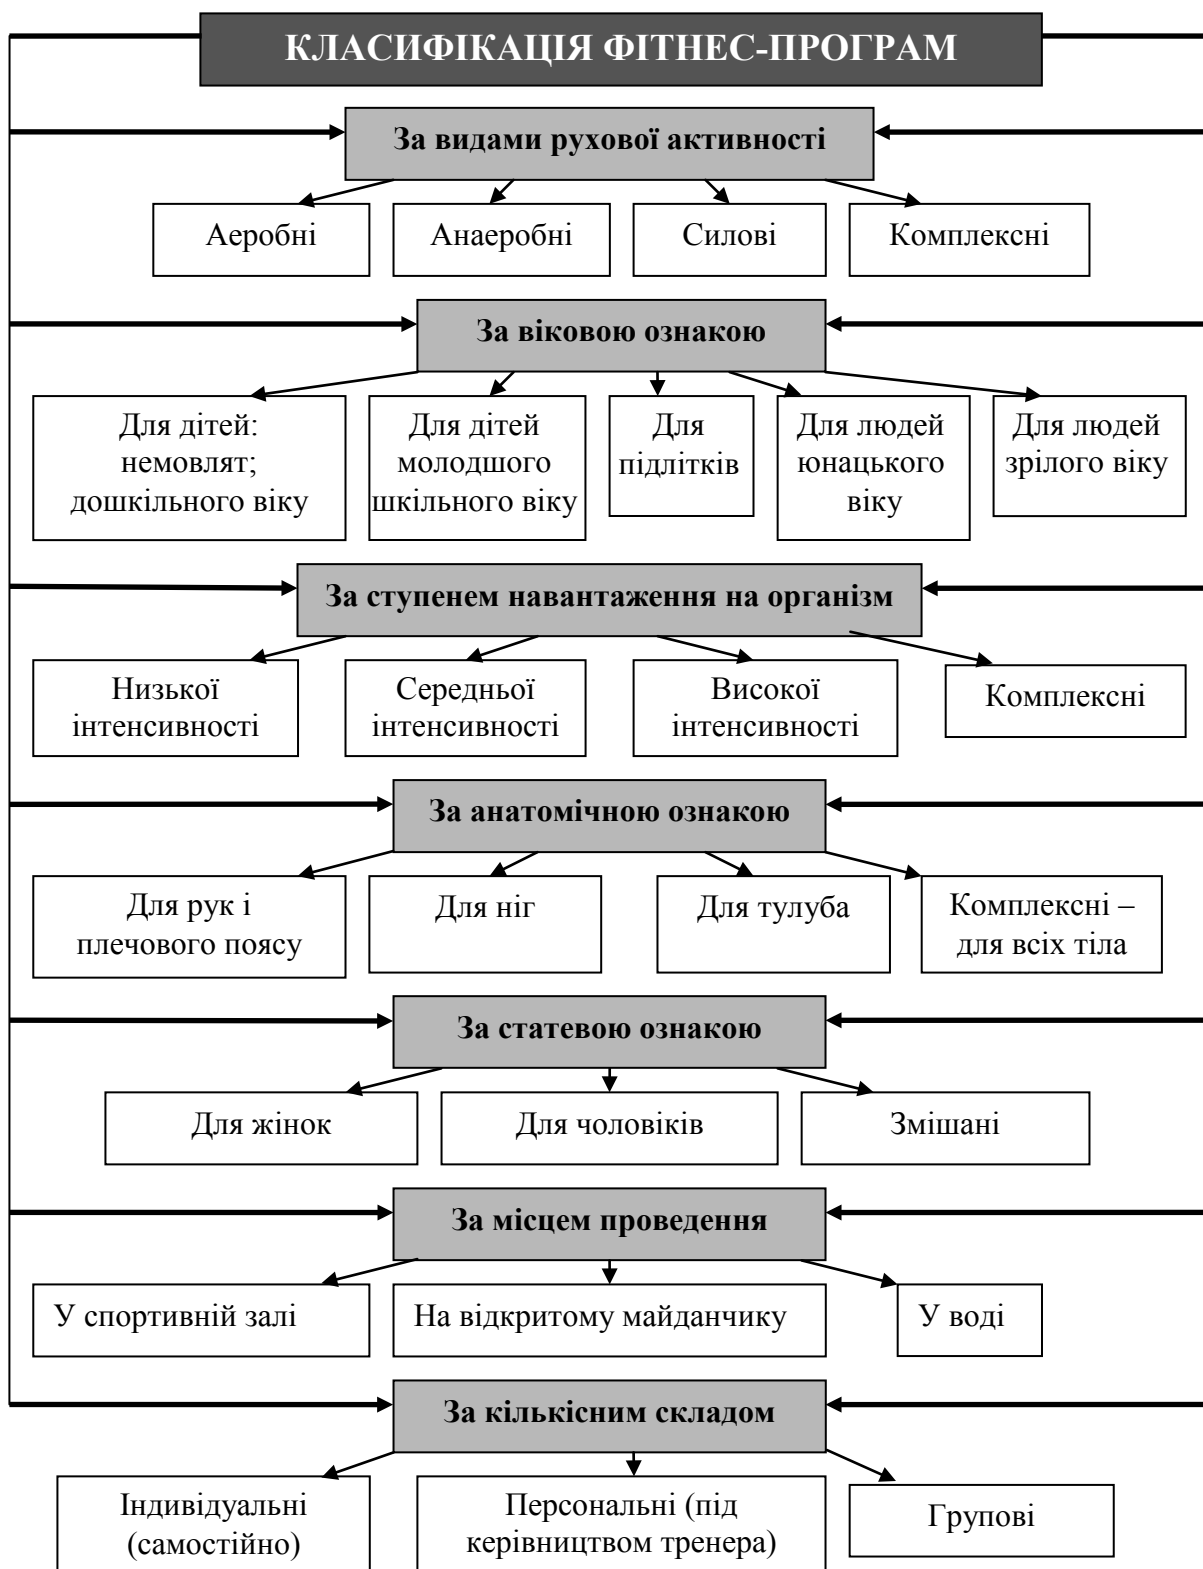 КЛАСИФІКАЦІЯ ФІТНЕС-ПРОГРАМ
За видами рухової активності
Аеробні
Анаеробні
Силові
Комплексні
За віковою ознакою
Для дітей:
немовлят;
дошкільного віку
Для дітей
молодшого
шкільного віку
Для
підлітків
Для людей
юнацького
віку
Для людей
зрілого віку
За ступенем навантаження на організм
Низької
інтенсивності
Середньої
інтенсивності
Високої
інтенсивності
Комплексні
За анатомічною ознакою
Для рук і
плечового поясу
Для ніг
Для тулуба
Комплексні –
для всіх тіла
За статевою ознакою
Для жінок
Для чоловіків
Змішані
За місцем проведення
У спортивній залі
На відкритому майданчику
У воді
За кількісним складом
Індивідуальні
(самостійно)
Персональні (під
керівництвом тренера)
Групові